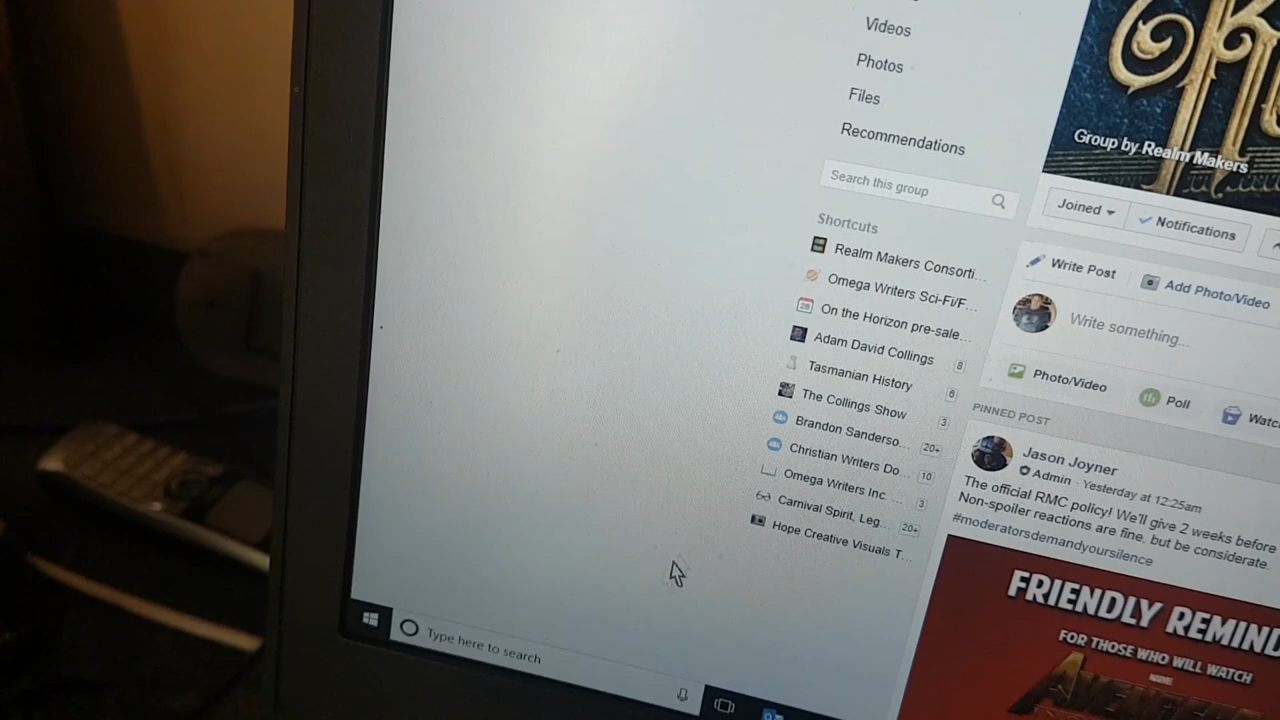 Videos
Photos
Files
Recommendations
Search this group
Shortcuts
Realm Makers Consorti...
Omega Writers Sci-Fi/F...
On the Horizon pre-sale...
Adam David Collings 8
Tasmanian History 6
The Collings Show 3
Brandon Sanderso... 20+
Christian Writers Do... 10
Omega Writers Inc. ... 3
Carnival Spirit, Leg... 20+
Hope Creative Visuals T...
Group by Realm Makers
Joined
Notifications
Write Post
Add Photo/Video
Write something...
Photo/Video
Poll
Watc
PINNED POST
Jason Joyner
Admin · Yesterday at 12:25am
The official RMC policy! We'll give 2 weeks before
Non-spoiler reactions are fine, but be considerate.
#moderatorsdemandyoursilence
FRIENDLY REMIND
FOR THOSE WHO WILL WATCH
MARVEL
AVENGERS
Type here to search